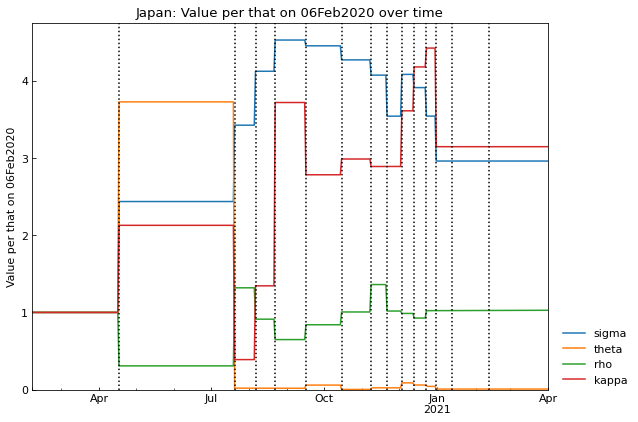 Japan: Value per that on 06Feb2020 over time
Value per that on 06Feb2020
4
3
2
1
0
Apr
Jul
Oct
Jan
2021
Apr
sigma
theta
rho
kappa